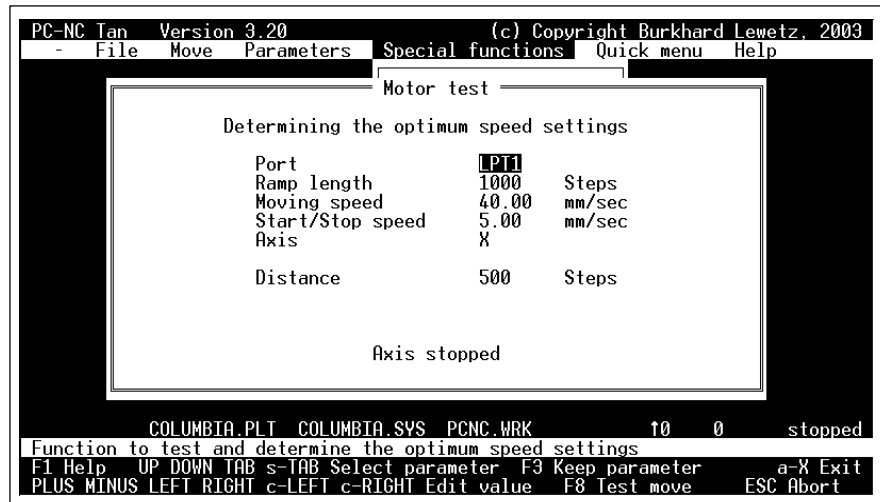 PC-NC Tan Version 3.20 (c) Copyright Burkhard Lewetz, 2003
- File Move Parameters Special functions Quick menu Help
Motor test
Determining the optimum speed settings
Port LPT1
Ramp length 1000 Steps
Moving speed 40.00 mm/sec
Start/Stop speed 5.00 mm/sec
Axis X
Distance 500 Steps
Axis stopped
COLUMBIA.PLT COLUMBIA.SYS PCNC.WRK ↑0 0 stopped
Function to test and determine the optimum speed settings
F1 Help UP DOWN TAB s-TAB Select parameter F3 Keep parameter a-X Exit
PLUS MINUS LEFT RIGHT c-LEFT c-RIGHT Edit value F8 Test move ESC Abort